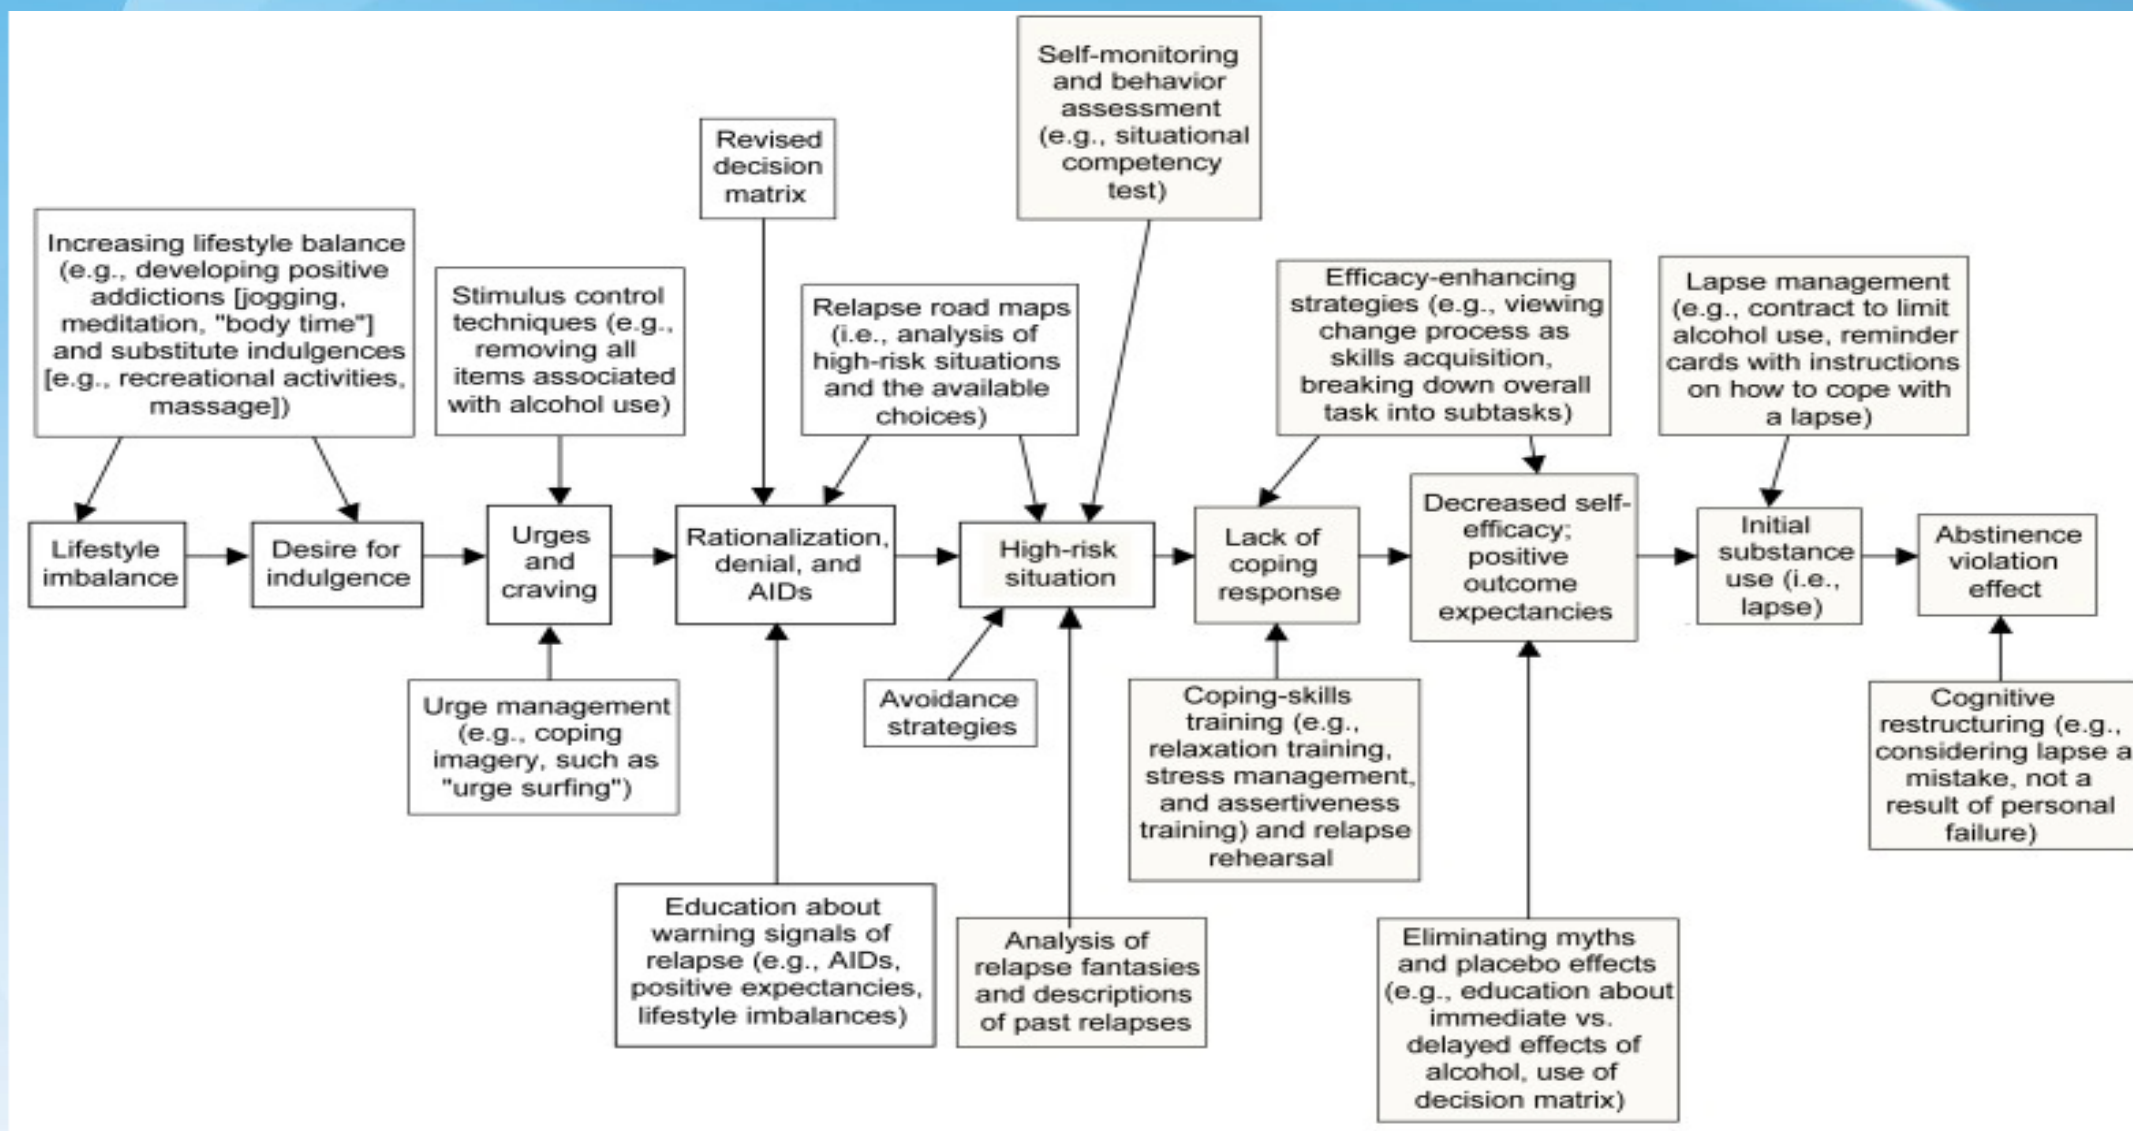 Self-monitoring
and behavior
assessment
(e.g., situational
competency
test)
Revised
decision
matrix
Increasing lifestyle balance
(e.g., developing positive
addictions [jogging,
meditation, "body time"]
and substitute indulgences
[e.g., recreational activities,
massage])
Stimulus control
techniques (e.g.,
removing all
items associated
with alcohol use)
Relapse road maps
(i.e., analysis of
high-risk situations
and the available
choices)
Efficacy-enhancing
strategies (e.g., viewing
change process as
skills acquisition,
breaking down overall
task into subtasks)
Lapse management
(e.g., contract to limit
alcohol use, reminder
cards with instructions
on how to cope with
a lapse)
Lifestyle
imbalance
Desire for
indulgence
Urges
and
craving
Rationalization,
denial, and
AIDs
High-risk
situation
Lack of
coping
response
Decreased self-
efficacy;
positive
outcome
expectancies
Initial
substance
use (i.e.,
lapse)
Abstinence
violation
effect
Urge management
(e.g., coping
imagery, such as
"urge surfing")
Avoidance
strategies
Coping-skills
training (e.g.,
relaxation training,
stress management,
and assertiveness
training) and relapse
rehearsal
Cognitive
restructuring (e.g.,
considering lapse a
mistake, not a
result of personal
failure)
Education about
warning signals of
relapse (e.g., AIDs,
positive expectancies,
lifestyle imbalances)
Analysis of
relapse fantasies
and descriptions
of past relapses
Eliminating myths
and placebo effects
(e.g., education about
immediate vs.
delayed effects of
alcohol, use of
decision matrix)